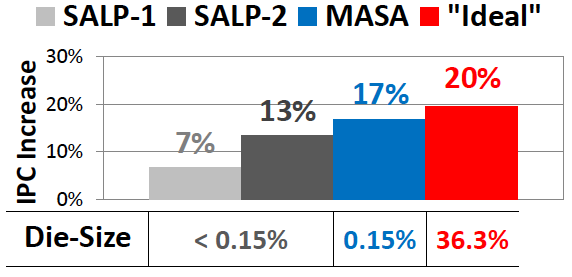 SALP-1 SALP-2 MASA "Ideal"
IPC Increase
30%
20%
10%
0%
7%
13%
17%
20%
Die-Size < 0.15% 0.15% 36.3%